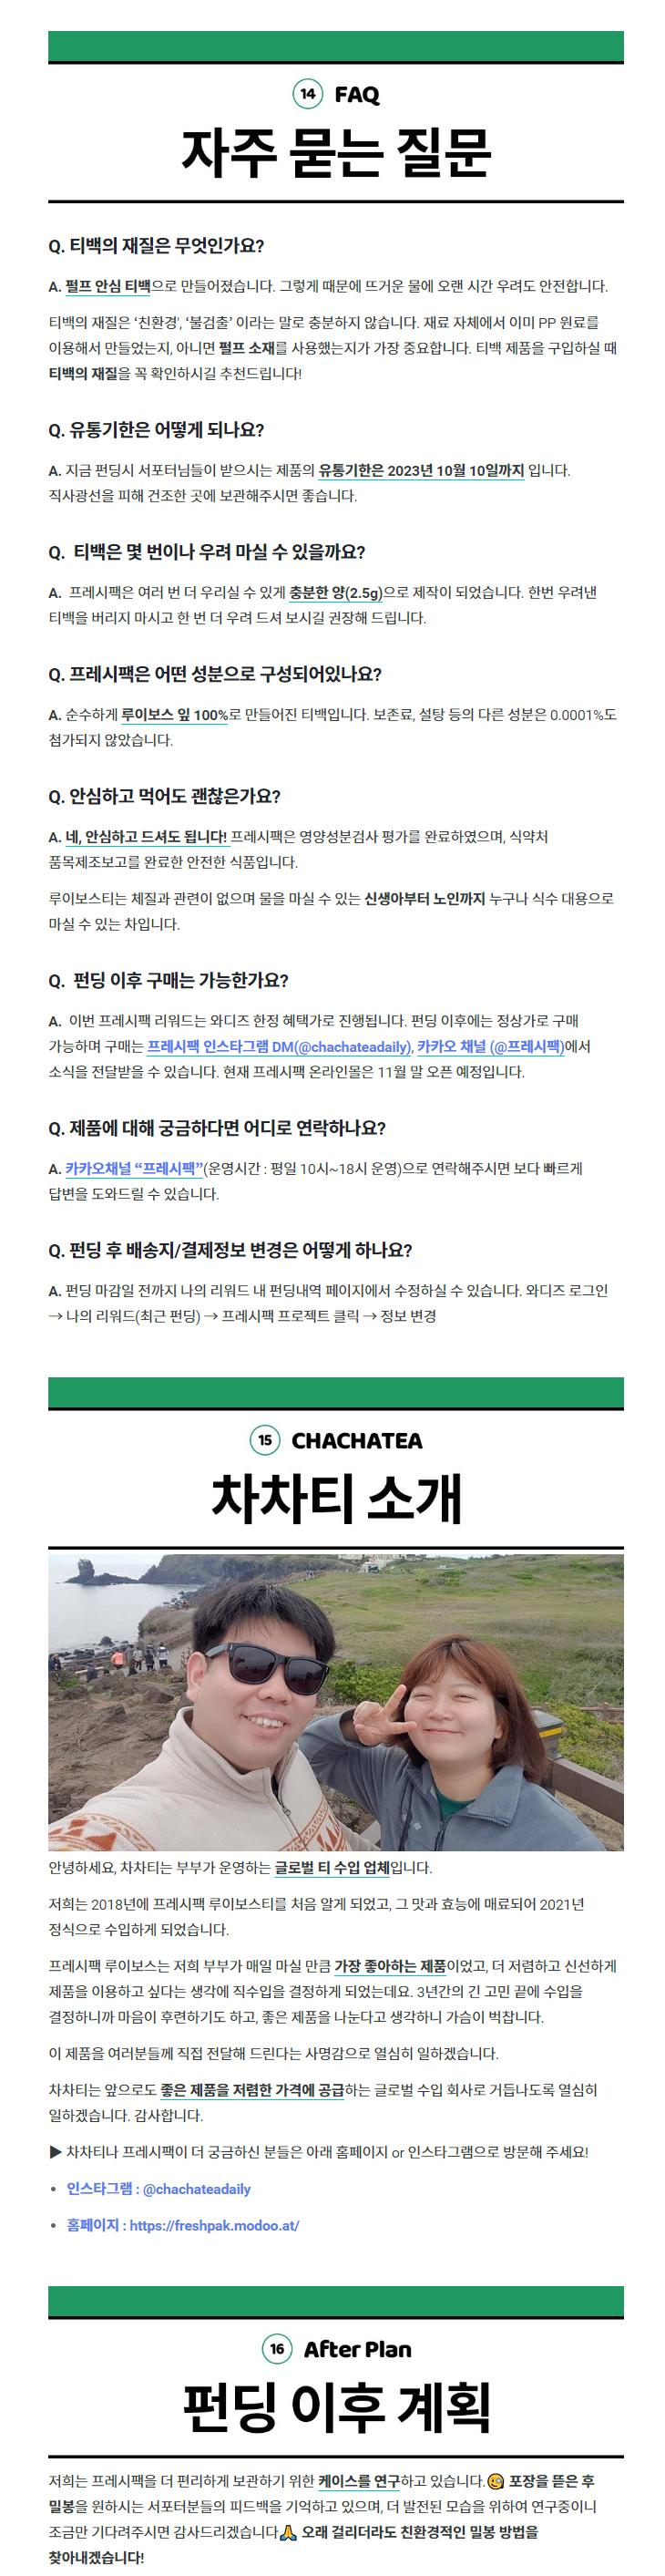 14 FAQ
자주 묻는 질문
Q. 티백의 재질은 무엇인가요?
A. 펄프 안심 티백으로 만들어졌습니다. 그렇게 때문에 뜨거운 물에 오랜 시간 우려도 안전합니다.
티백의 재질은 ‘친환경', ‘불검출’ 이라는 말로 충분하지 않습니다. 재료 자체에서 이미 PP 원료를
이용해서 만들었는지, 아니면 펄프 소재를 사용했는지가 가장 중요합니다. 티백 제품을 구입하실 때
티백의 재질을 꼭 확인하시길 추천드립니다!
Q. 유통기한은 어떻게 되나요?
A. 지금 펀딩시 서포터님들이 받으시는 제품의 유통기한은 2023년 10월 10일까지 입니다.
직사광선을 피해 건조한 곳에 보관해주시면 좋습니다.
Q. 티백은 몇 번이나 우려 마실 수 있을까요?
A. 프레시팩은 여러 번 더 우리실 수 있게 충분한 양(2.5g)으로 제작이 되었습니다. 한번 우려낸
티백을 버리지 마시고 한 번 더 우려 드셔 보시길 권장해 드립니다.
Q. 프레시팩은 어떤 성분으로 구성되어있나요?
A. 순수하게 루이보스 잎 100%로 만들어진 티백입니다. 보존료, 설탕 등의 다른 성분은 0.0001%도
첨가되지 않았습니다.
Q. 안심하고 먹어도 괜찮은가요?
A. 네, 안심하고 드셔도 됩니다! 프레시팩은 영양성분검사 평가를 완료하였으며, 식약처
품목제조보고를 완료한 안전한 식품입니다.
루이보스티는 체질과 관련이 없으며 물을 마실 수 있는 신생아부터 노인까지 누구나 식수 대용으로
마실 수 있는 차입니다.
Q. 펀딩 이후 구매는 가능한가요?
A. 이번 프레시팩 리워드는 와디즈 한정 혜택가로 진행됩니다. 펀딩 이후에는 정상가로 구매
가능하며 구매는 프레시팩 인스타그램 DM(@chachateadaily), 카카오 채널 (@프레시팩)에서
소식을 전달받을 수 있습니다. 현재 프레시팩 온라인몰은 11월 말 오픈 예정입니다.
Q. 제품에 대해 궁금하다면 어디로 연락하나요?
A. 카카오채널 “프레시팩”(운영시간 : 평일 10시~18시 운영)으로 연락해주시면 보다 빠르게
답변을 도와드릴 수 있습니다.
Q. 펀딩 후 배송지/결제정보 변경은 어떻게 하나요?
A. 펀딩 마감일 전까지 나의 리워드 내 펀딩내역 페이지에서 수정하실 수 있습니다. 와디즈 로그인
→ 나의 리워드(최근 펀딩) → 프레시팩 프로젝트 클릭 → 정보 변경
15 CHACHATEA
차차티 소개
안녕하세요, 차차티는 부부가 운영하는 글로벌 티 수입 업체입니다.
저희는 2018년에 프레시팩 루이보스티를 처음 알게 되었고, 그 맛과 효능에 매료되어 2021년
정식으로 수입하게 되었습니다.
프레시팩 루이보스는 저희 부부가 매일 마실 만큼 가장 좋아하는 제품이었고, 더 저렴하고 신선하게
제품을 이용하고 싶다는 생각에 직수입을 결정하게 되었는데요. 3년간의 긴 고민 끝에 수입을
결정하니까 마음이 후련하기도 하고, 좋은 제품을 나눈다고 생각하니 가슴이 벅찹니다.
이 제품을 여러분들께 직접 전달해 드린다는 사명감으로 열심히 일하겠습니다.
차차티는 앞으로도 좋은 제품을 저렴한 가격에 공급하는 글로벌 수입 회사로 거듭나도록 열심히
일하겠습니다. 감사합니다.
▶ 차차티나 프레시팩이 더 궁금하신 분들은 아래 홈페이지 or 인스타그램으로 방문해 주세요!
• 인스타그램 : @chachateadaily
• 홈페이지 : https://freshpak.modoo.at/
16 After Plan
펀딩 이후 계획
저희는 프레시팩을 더 편리하게 보관하기 위한 케이스를 연구하고 있습니다.🧐 포장을 뜯은 후
밀봉을 원하시는 서포터분들의 피드백을 기억하고 있으며, 더 발전된 모습을 위하여 연구중이니
조금만 기다려주시면 감사드리겠습니다🙏 오래 걸리더라도 친환경적인 밀봉 방법을
찾아내겠습니다!